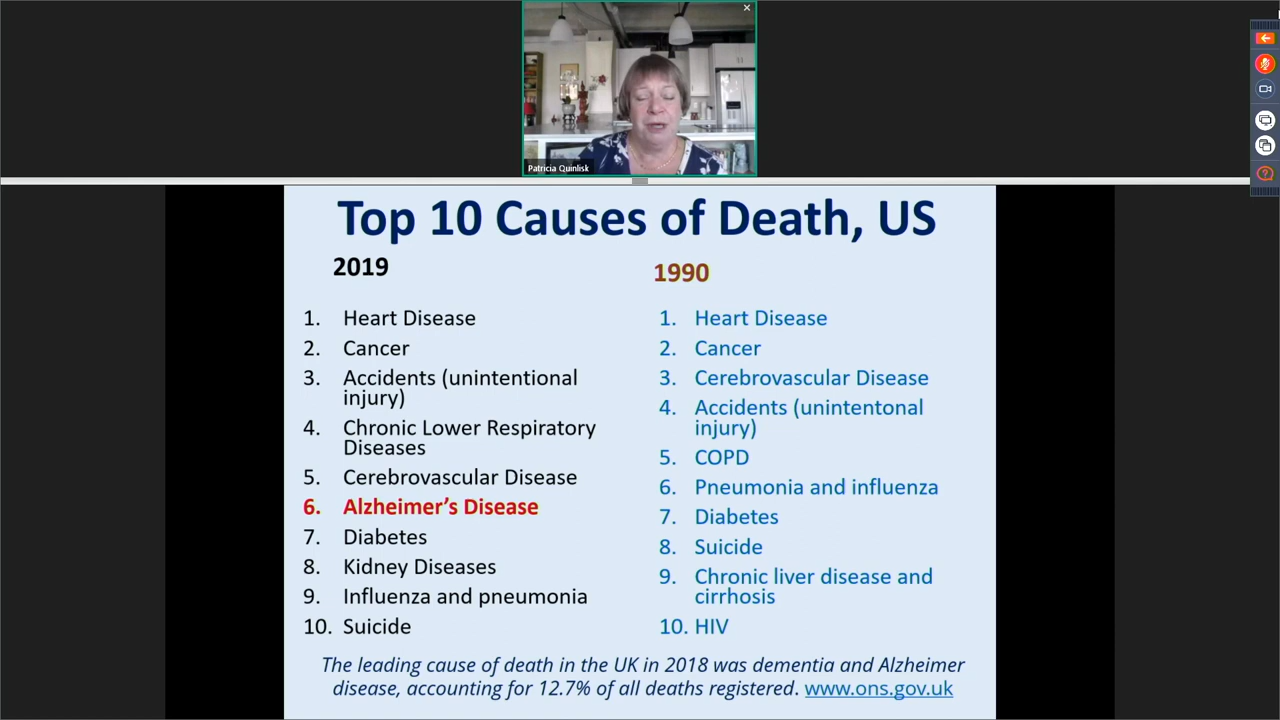 Patricia Quinlisk
Top 10 Causes of Death, US
2019
1. Heart Disease
2. Cancer
3. Accidents (unintentional
injury)
4. Chronic Lower Respiratory
Diseases
5. Cerebrovascular Disease
6. Alzheimer’s Disease
7. Diabetes
8. Kidney Diseases
9. Influenza and pneumonia
10. Suicide
1990
1. Heart Disease
2. Cancer
3. Cerebrovascular Disease
4. Accidents (unintentonal
injury)
5. COPD
6. Pneumonia and influenza
7. Diabetes
8. Suicide
9. Chronic liver disease and
cirrhosis
10. HIV
The leading cause of death in the UK in 2018 was dementia and Alzheimer
disease, accounting for 12.7% of all deaths registered. www.ons.gov.uk